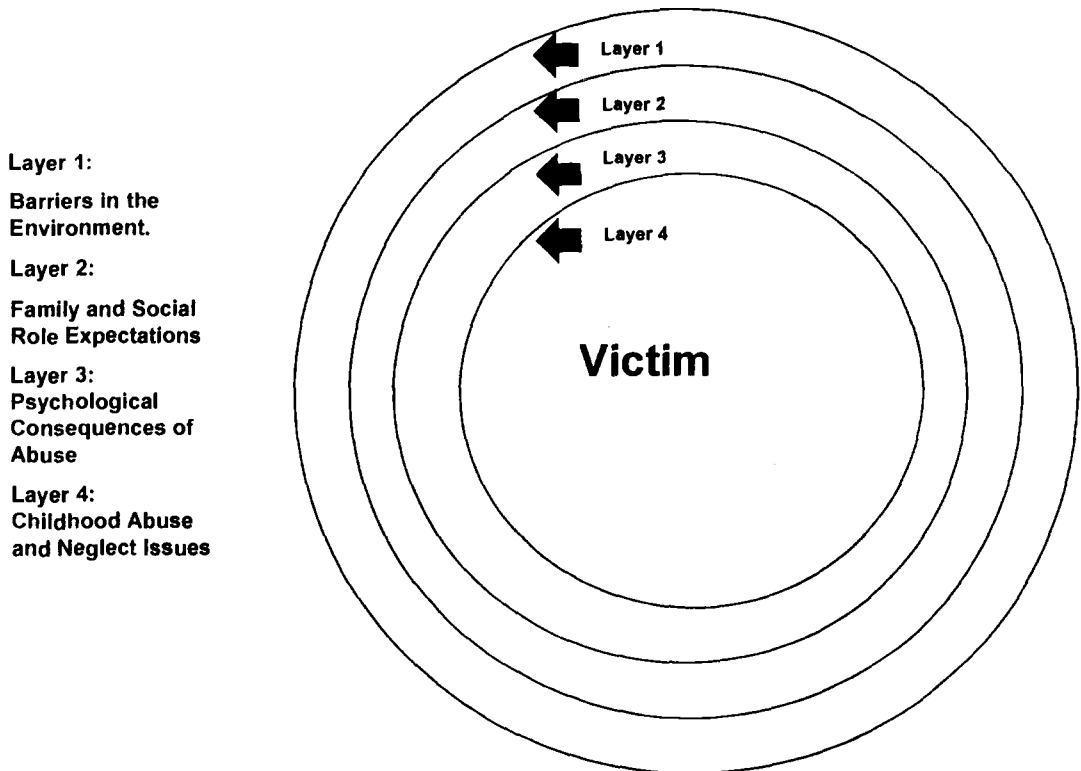 Layer 1:
Barriers in the
Environment.
Layer 2:
Family and Social
Role Expectations
Layer 3:
Psychological
Consequences of
Abuse
Layer 4:
Childhood Abuse
and Neglect Issues
Layer 1
Layer 2
Layer 3
Layer 4
Victim